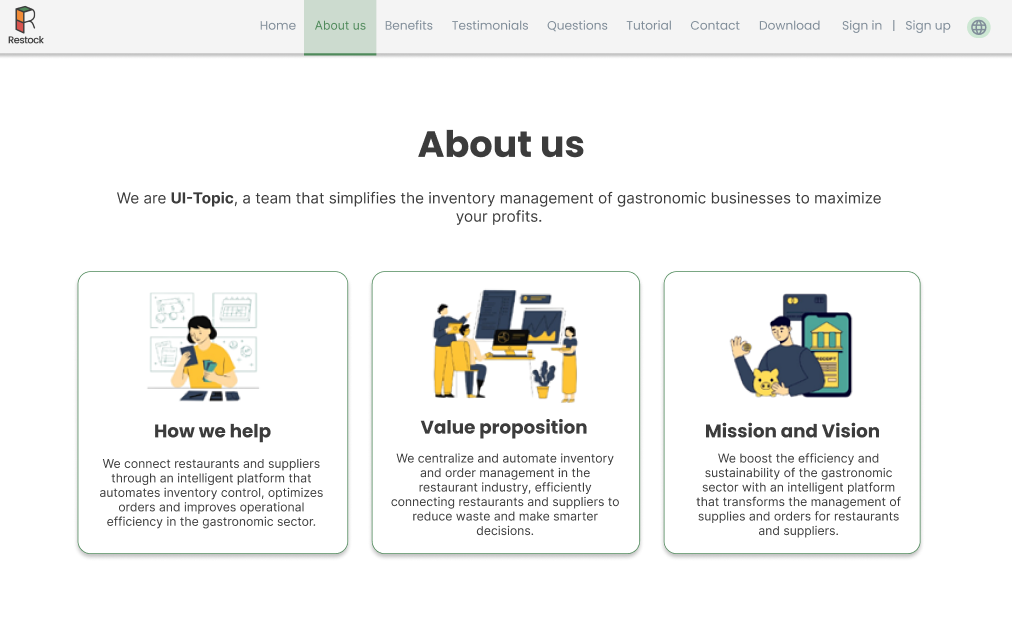 Restock
Home About us Benefits Testimonials Questions Tutorial Contact Download Sign in | Sign up
About us
We are UI-Topic, a team that simplifies the inventory management of gastronomic businesses to maximize
your profits.
How we help
We connect restaurants and suppliers
through an intelligent platform that
automates inventory control, optimizes
orders and improves operational
efficiency in the gastronomic sector.
Value proposition
We centralize and automate inventory
and order management in the
restaurant industry, efficiently
connecting restaurants and suppliers to
reduce waste and make smarter
decisions.
RECEIPT
Mission and Vision
We boost the efficiency and
sustainability of the gastronomic
sector with an intelligent platform
that transforms the management of
supplies and orders for restaurants
and suppliers.